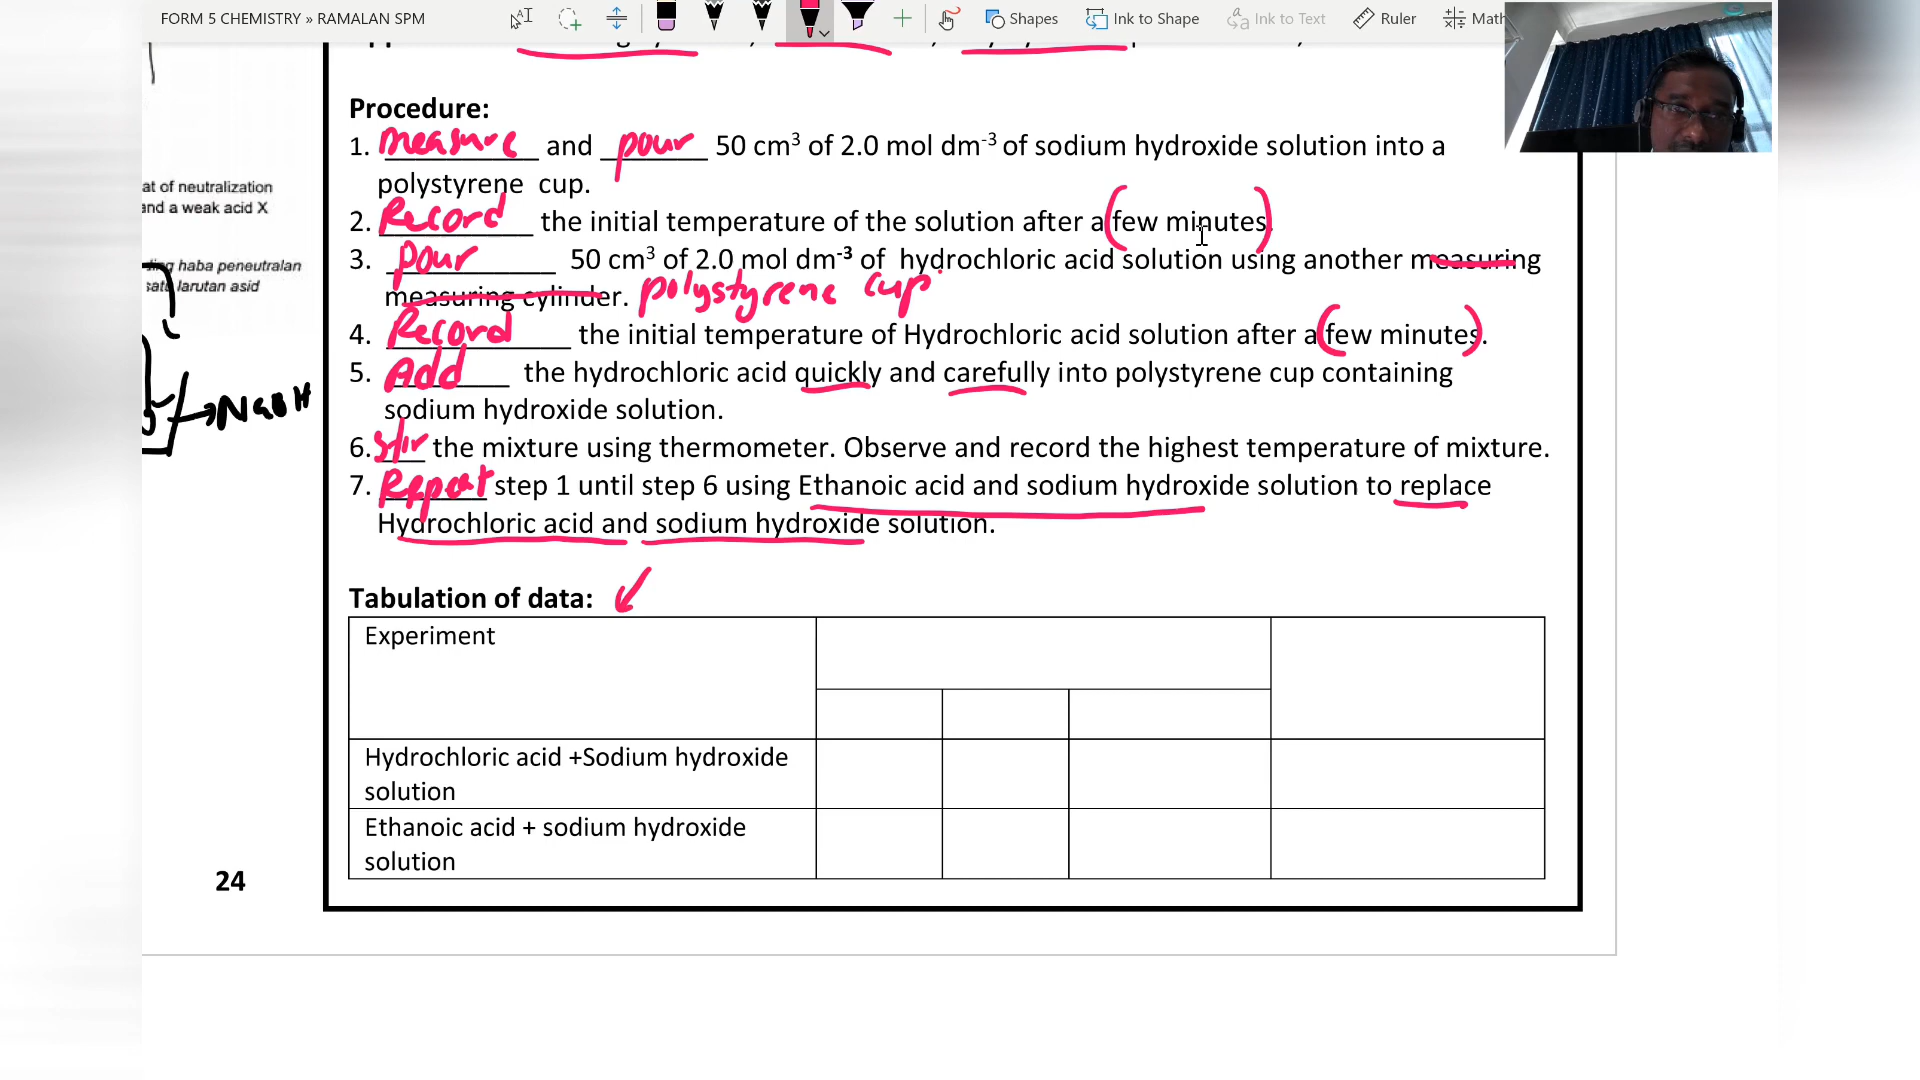 FORM 5 CHEMISTRY » RAMALAN SPM
Shapes Ink to Shape Ink to Text Ruler Math
Procedure:
1. measure and pour 50 cm³ of 2.0 mol dm⁻³ of sodium hydroxide solution into a
polystyrene cup.
2. Record the initial temperature of the solution after a (few minutes)
3. pour 50 cm³ of 2.0 mol dm⁻³ of hydrochloric acid solution using another measuring
measuring cylinder. polystyrene cup
4. Record the initial temperature of Hydrochloric acid solution after a (few minutes).
5. Add the hydrochloric acid quickly and carefully into polystyrene cup containing
sodium hydroxide solution.
6. Stir the mixture using thermometer. Observe and record the highest temperature of mixture.
7. Repeat step 1 until step 6 using Ethanoic acid and sodium hydroxide solution to replace
Hydrochloric acid and sodium hydroxide solution.
Tabulation of data:
Experiment
Hydrochloric acid +Sodium hydroxide
solution
Ethanoic acid + sodium hydroxide
solution
at of neutralization
and a weak acid X
haba peneutralan
satu larutan asid
NaOH
24